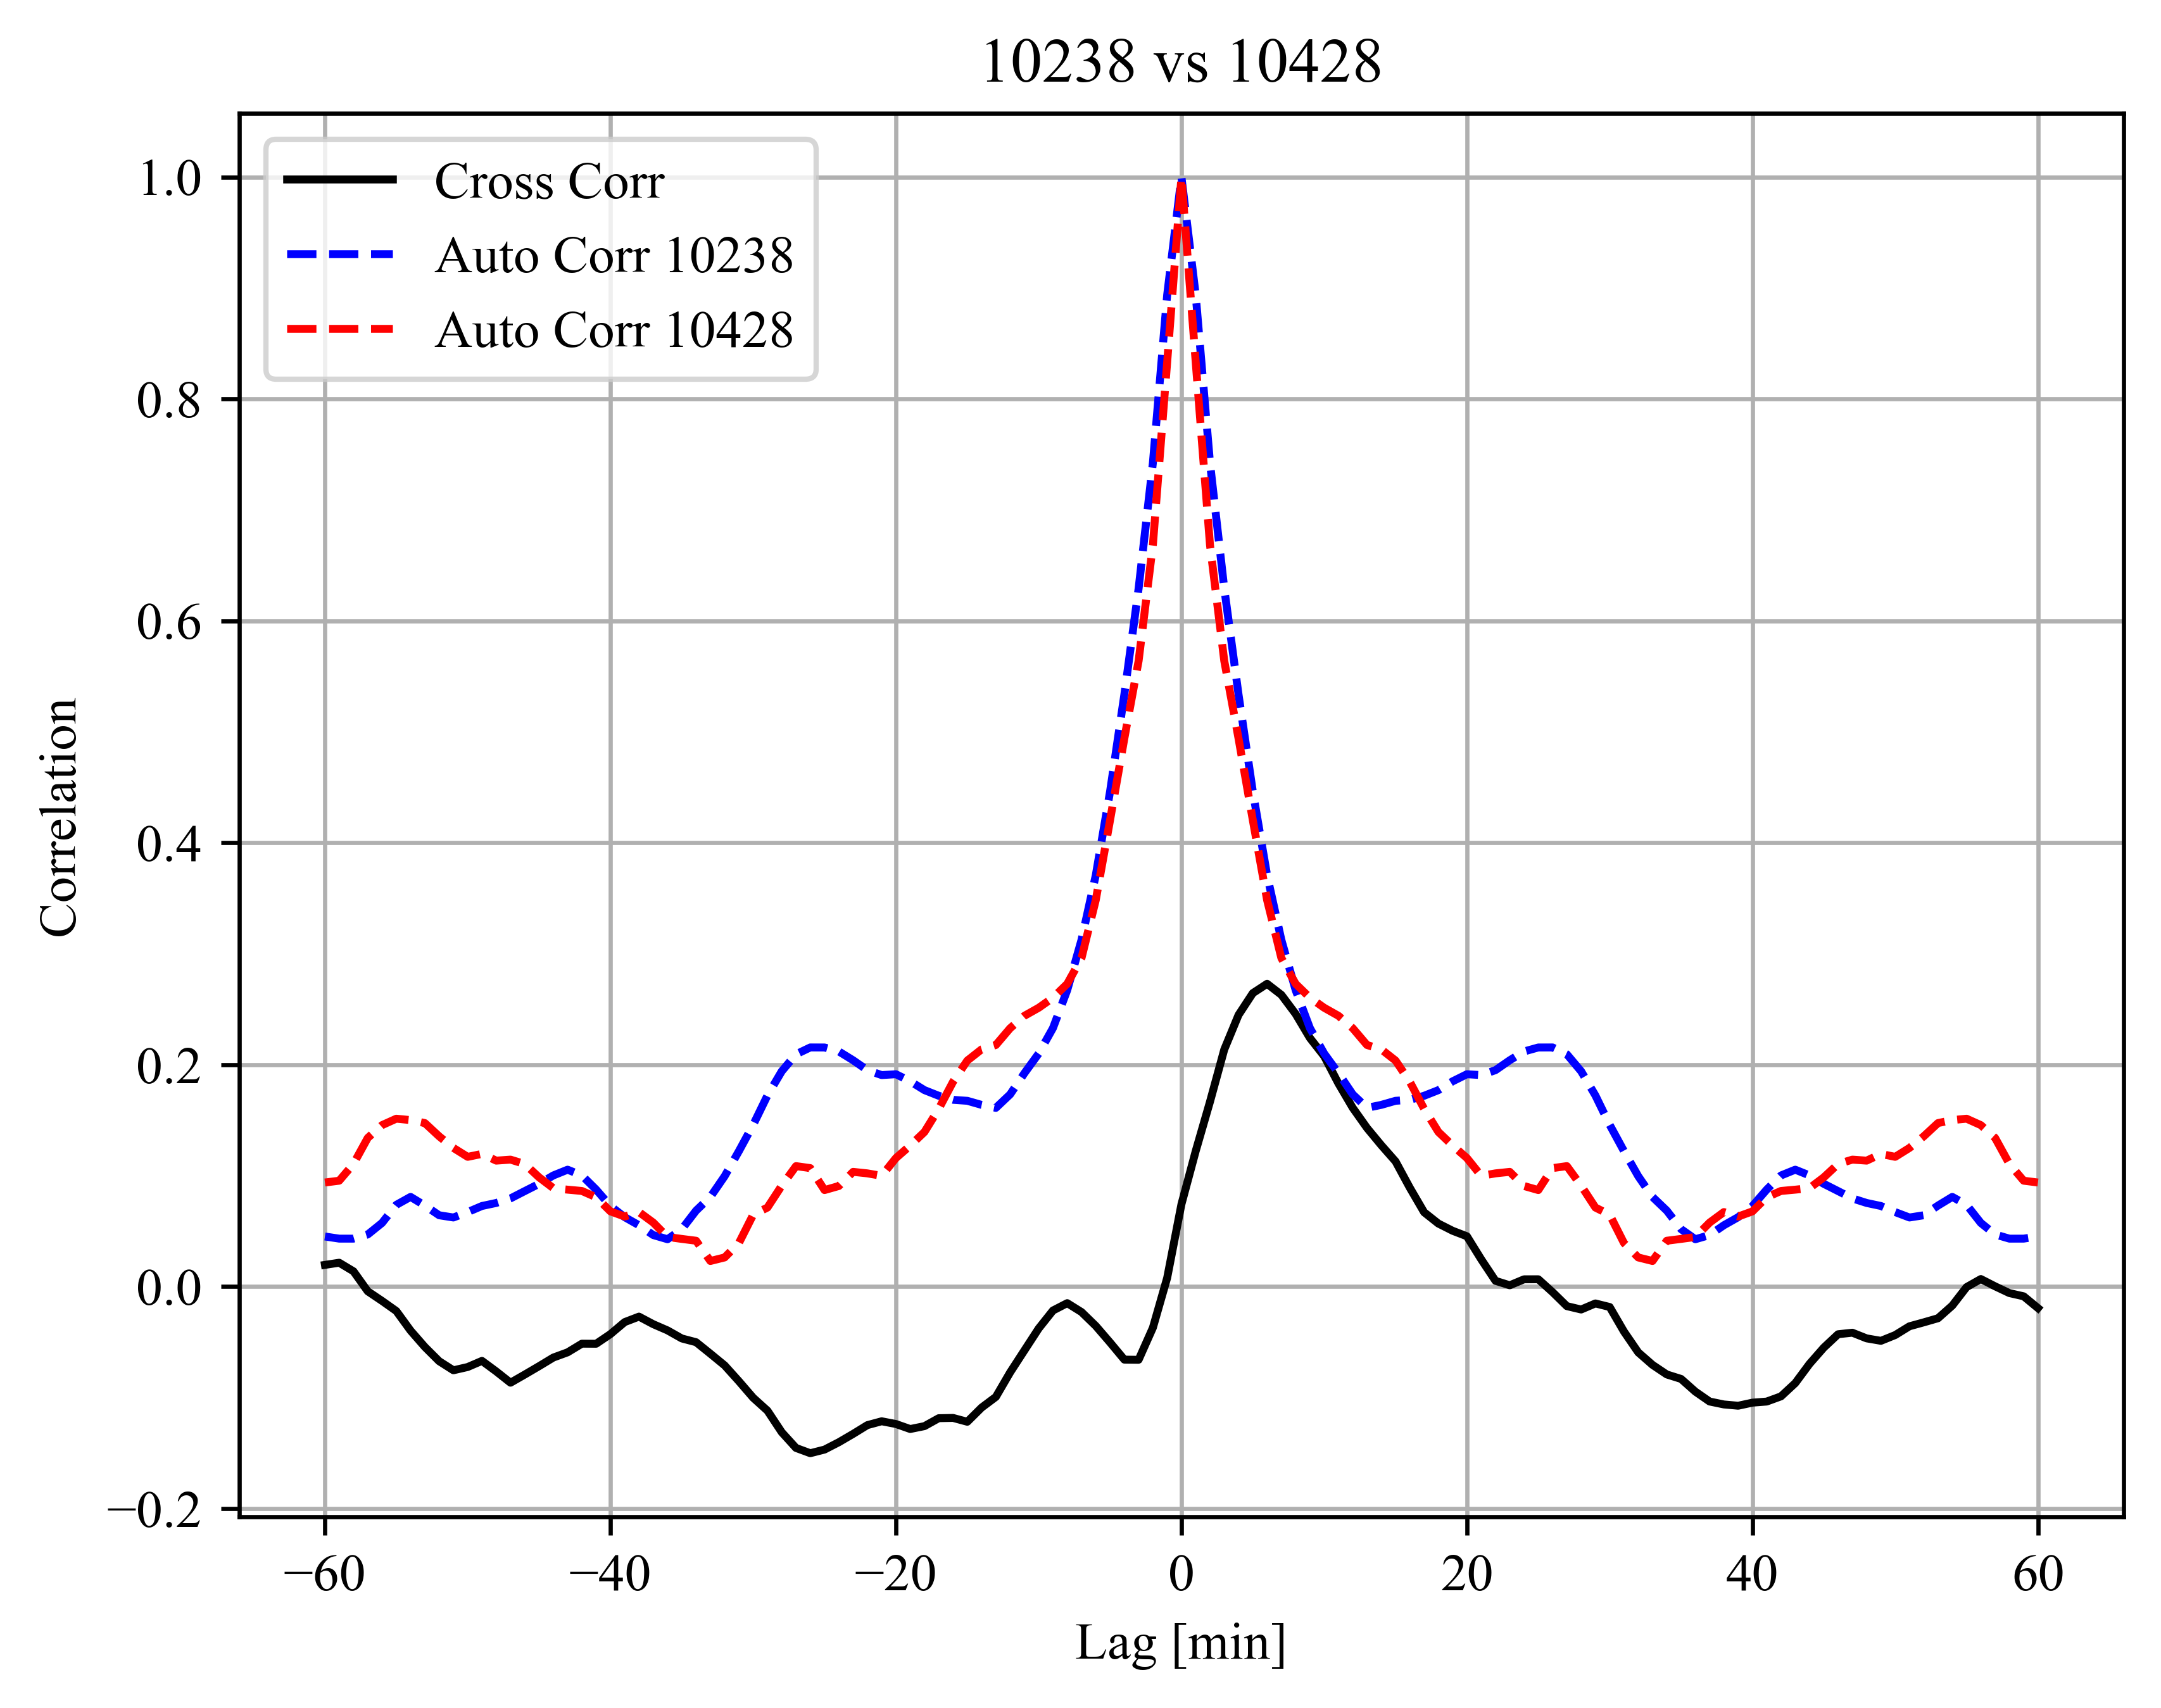 10238 vs 10428
Cross Corr
Auto Corr 10238
Auto Corr 10428
1.0
0.8
0.6
0.4
0.2
0.0
−0.2
Correlation
−60 −40 −20 0 20 40 60
Lag [min]